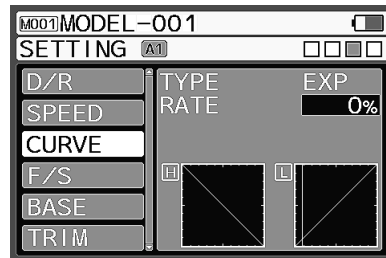 M001 MODEL-001
SETTING A1
D/R
SPEED
CURVE
F/S
BASE
TRIM
TYPE EXP
RATE 0%
H L